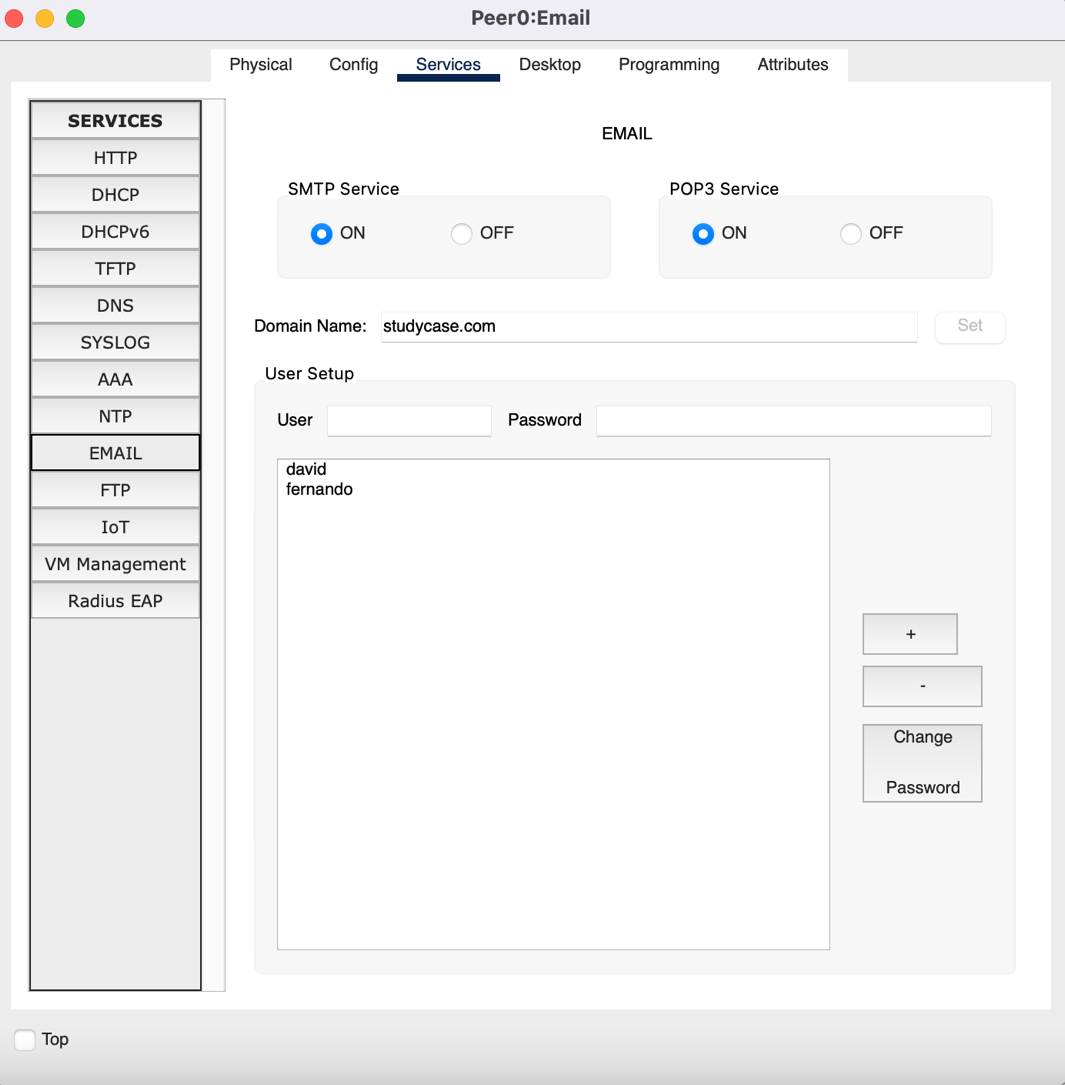 Peer0:Email
Physical Config Services Desktop Programming Attributes
SERVICES
HTTP
DHCP
DHCPv6
TFTP
DNS
SYSLOG
AAA
NTP
EMAIL
FTP
IoT
VM Management
Radius EAP
EMAIL
SMTP Service
ON OFF
POP3 Service
ON OFF
Domain Name: studycase.com Set
User Setup
User Password
david
fernando
+
-
Change
Password
Top